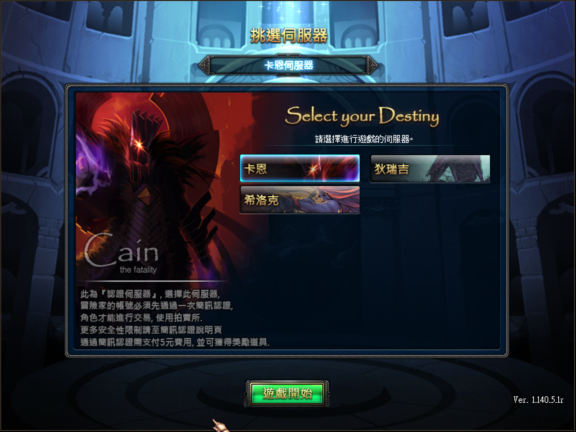 挑選伺服器
卡恩伺服器
Select your Destiny
請選擇進行遊戲的伺服器。
卡恩
狄瑞吉
希洛克
Cain
the fatality
此為『認證伺服器』, 選擇此伺服器,
冒險家的帳號必須先通過一次簡訊認證,
角色才能進行交易, 使用拍賣所.
更多安全性限制請至簡訊認證說明頁
通過簡訊認證需支付5元費用, 並可獲得獎勵道具.
遊戲開始
Ver. 1.140.5.1r